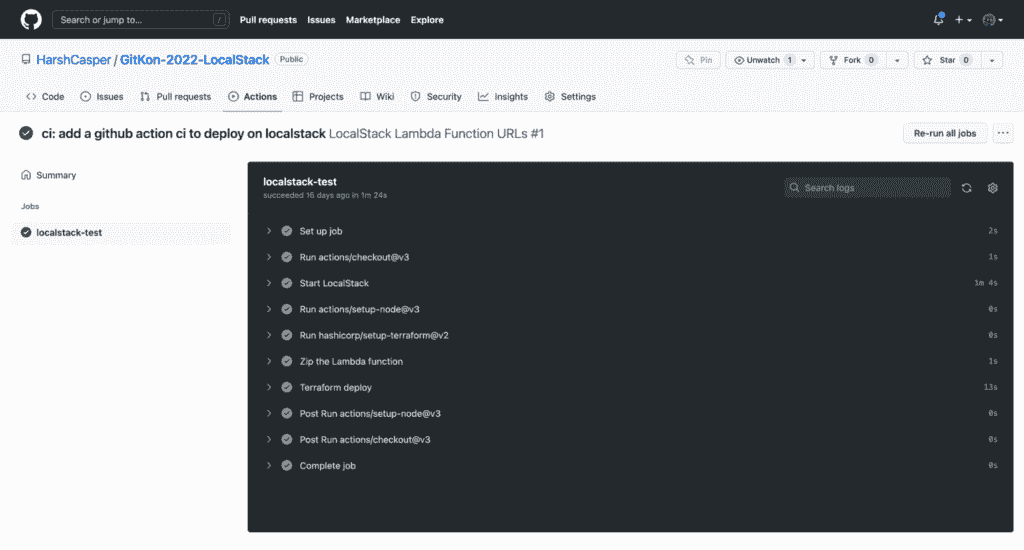 Search or jump to... /
Pull requests Issues Marketplace Explore
HarshCasper / GitKon-2022-LocalStack Public
Pin Unwatch 1 Fork 0 Star 0
Code Issues Pull requests Actions Projects Wiki Security Insights Settings
ci: add a github action ci to deploy on localstack LocalStack Lambda Function URLs #1
Re-run all jobs ...
Summary
Jobs
localstack-test
localstack-test
succeeded 16 days ago in 1m 24s
Search logs
Set up job 2s
Run actions/checkout@v3 1s
Start LocalStack 1m 4s
Run actions/setup-node@v3 0s
Run hashicorp/setup-terraform@v2 0s
Zip the Lambda function 1s
Terraform deploy 13s
Post Run actions/setup-node@v3 0s
Post Run actions/checkout@v3 0s
Complete job 0s